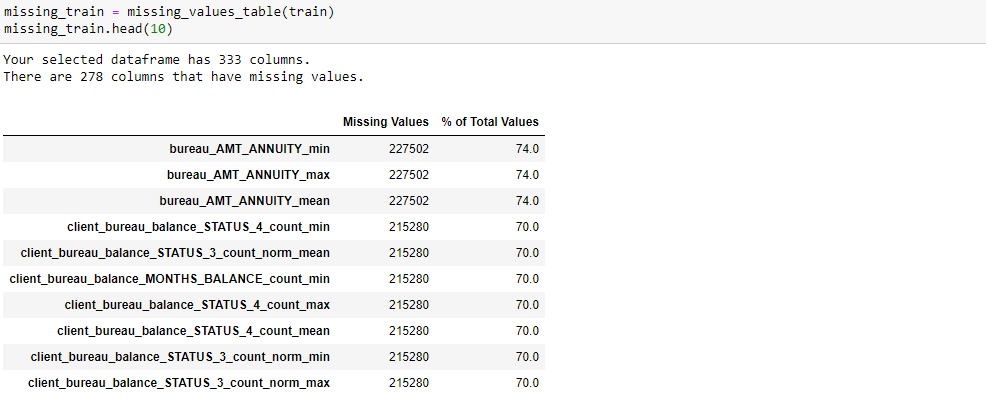 missing_train = missing_values_table(train)
missing_train.head(10)
Your selected dataframe has 333 columns.
There are 278 columns that have missing values.
Missing Values % of Total Values
bureau_AMT_ANNUITY_min 227502 74.0
bureau_AMT_ANNUITY_max 227502 74.0
bureau_AMT_ANNUITY_mean 227502 74.0
client_bureau_balance_STATUS_4_count_min 215280 70.0
client_bureau_balance_STATUS_3_count_norm_mean 215280 70.0
client_bureau_balance_MONTHS_BALANCE_count_min 215280 70.0
client_bureau_balance_STATUS_4_count_max 215280 70.0
client_bureau_balance_STATUS_4_count_mean 215280 70.0
client_bureau_balance_STATUS_3_count_norm_min 215280 70.0
client_bureau_balance_STATUS_3_count_norm_max 215280 70.0